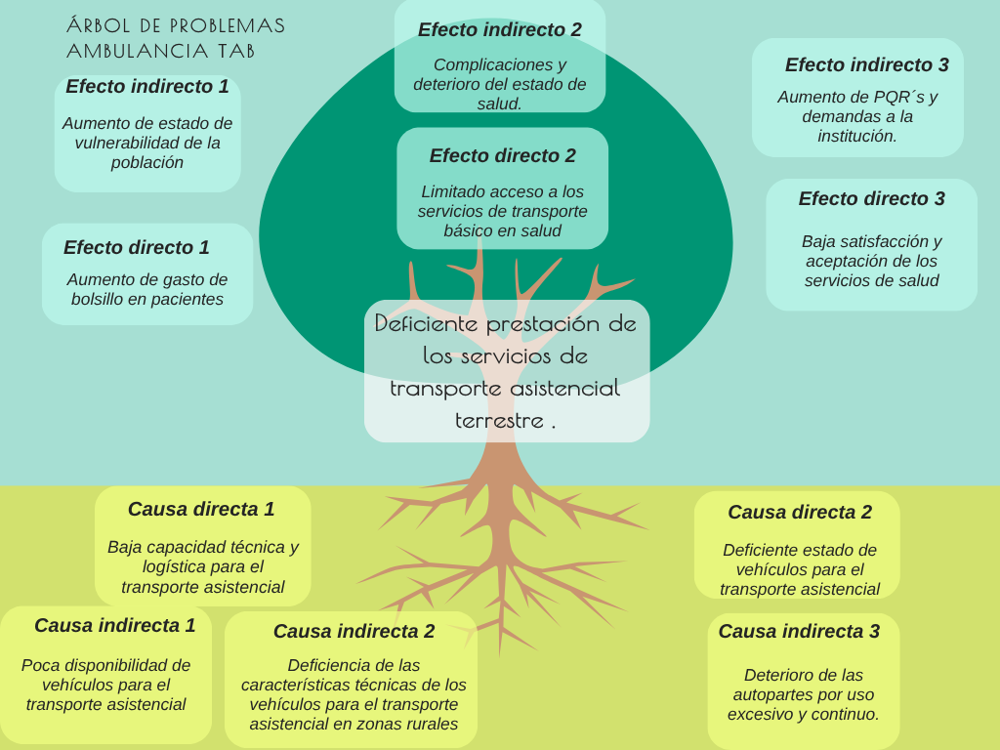 ÁRBOL DE PROBLEMAS
AMBULANCIA TAB
Efecto indirecto 1
Aumento de estado de
vulnerabilidad de la
población
Efecto indirecto 2
Complicaciones y
deterioro del estado de
salud.
Efecto indirecto 3
Aumento de PQR´s y
demandas a la
institución.
Efecto directo 1
Aumento de gasto de
bolsillo en pacientes
Efecto directo 2
Limitado acceso a los
servicios de transporte
básico en salud
Efecto directo 3
Baja satisfacción y
aceptación de los
servicios de salud
Deficiente prestación de
los servicios de
transporte asistencial
terrestre .
Causa directa 1
Baja capacidad técnica y
logística para el
transporte asistencial
Causa directa 2
Deficiente estado de
vehículos para el
transporte asistencial
Causa indirecta 1
Poca disponibilidad de
vehículos para el
transporte asistencial
Causa indirecta 2
Deficiencia de las
características técnicas de los
vehículos para el transporte
asistencial en zonas rurales
Causa indirecta 3
Deterioro de las
autopartes por uso
excesivo y continuo.